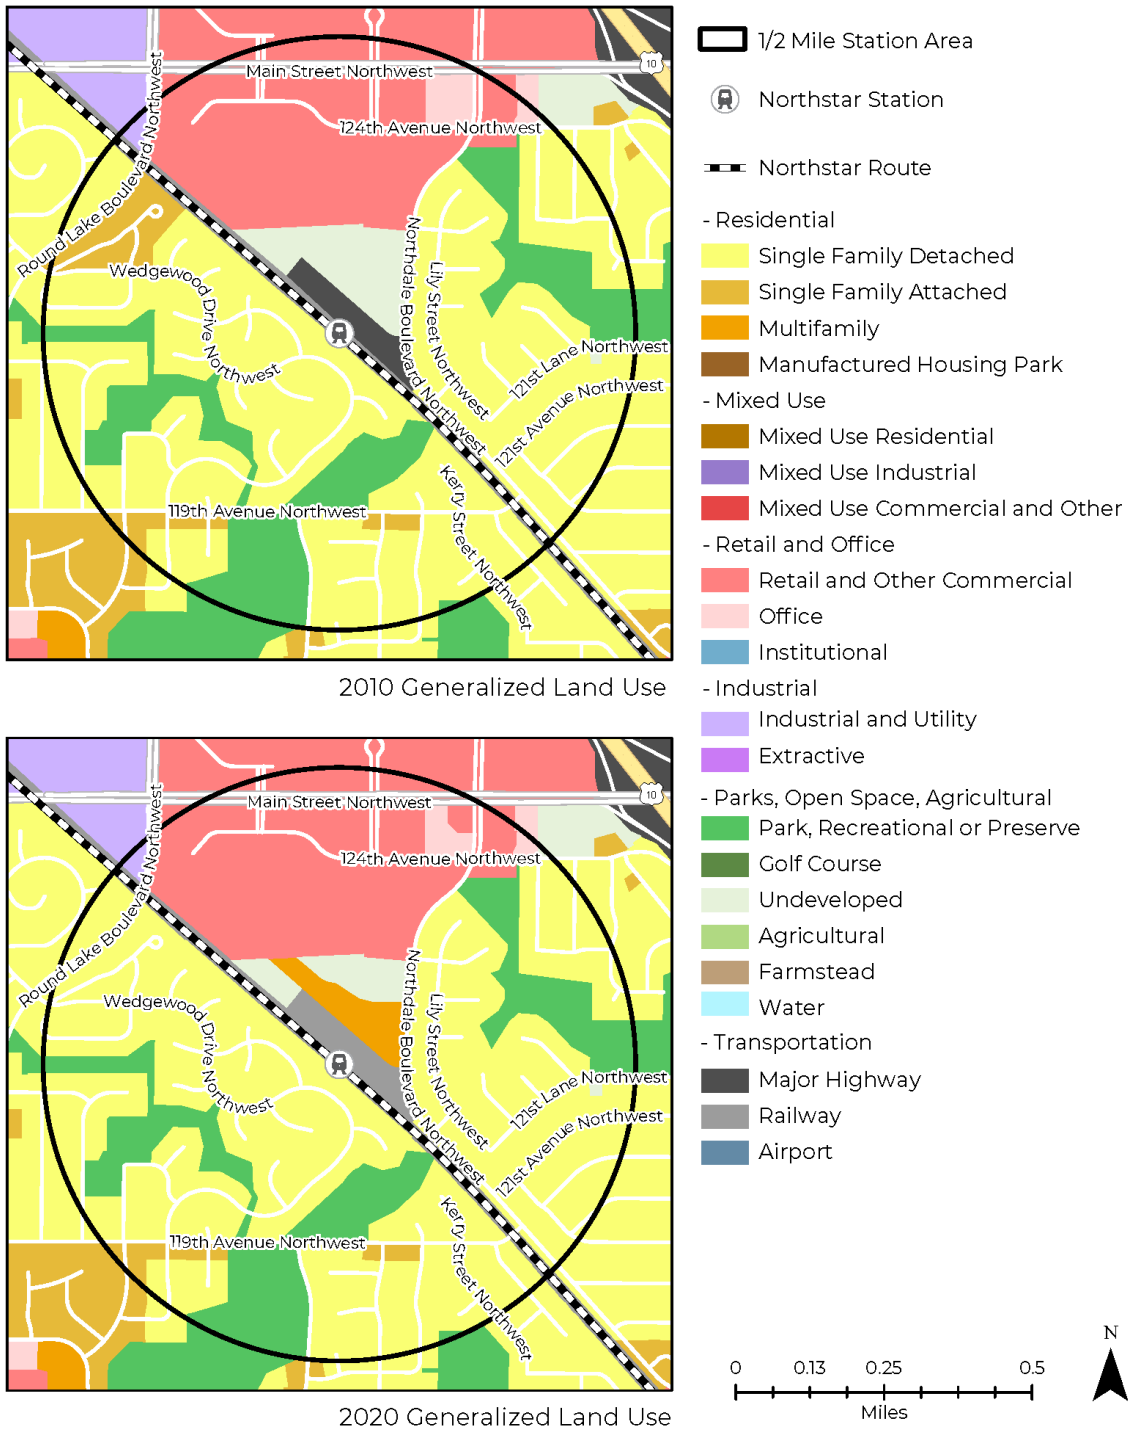 Main Street Northwest
10
124th Avenue Northwest
Round Lake Boulevard Northwest
Wedgewood Drive Northwest
Northdale Boulevard Northwest
Lily Street Northwest
121st Lane Northwest
121st Avenue Northwest
Kerry Street Northwest
119th Avenue Northwest
2010 Generalized Land Use
Main Street Northwest
10
124th Avenue Northwest
Round Lake Boulevard Northwest
Wedgewood Drive Northwest
Northdale Boulevard Northwest
Lily Street Northwest
121st Lane Northwest
121st Avenue Northwest
Kerry Street Northwest
119th Avenue Northwest
2020 Generalized Land Use
1/2 Mile Station Area
Northstar Station
Northstar Route
- Residential
Single Family Detached
Single Family Attached
Multifamily
Manufactured Housing Park
- Mixed Use
Mixed Use Residential
Mixed Use Industrial
Mixed Use Commercial and Other
- Retail and Office
Retail and Other Commercial
Office
Institutional
- Industrial
Industrial and Utility
Extractive
- Parks, Open Space, Agricultural
Park, Recreational or Preserve
Golf Course
Undeveloped
Agricultural
Farmstead
Water
- Transportation
Major Highway
Railway
Airport
N
0 0.13 0.25 0.5
Miles